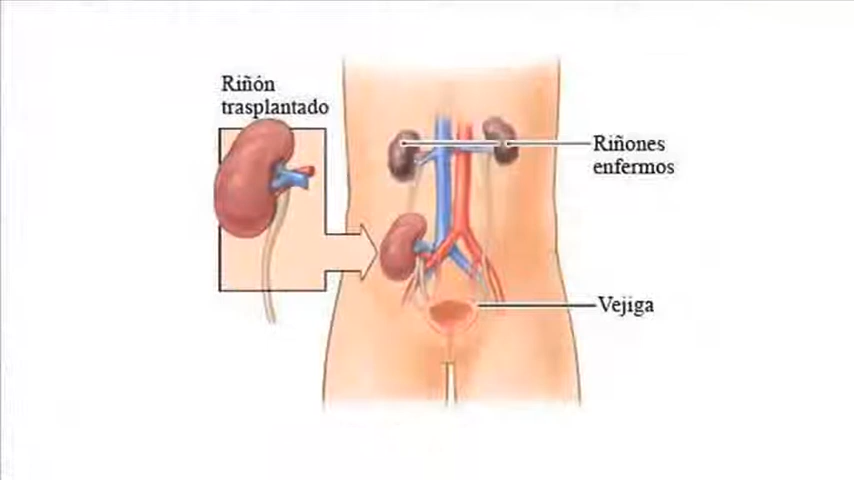 Riñón
trasplantado
Riñones
enfermos
Vejiga